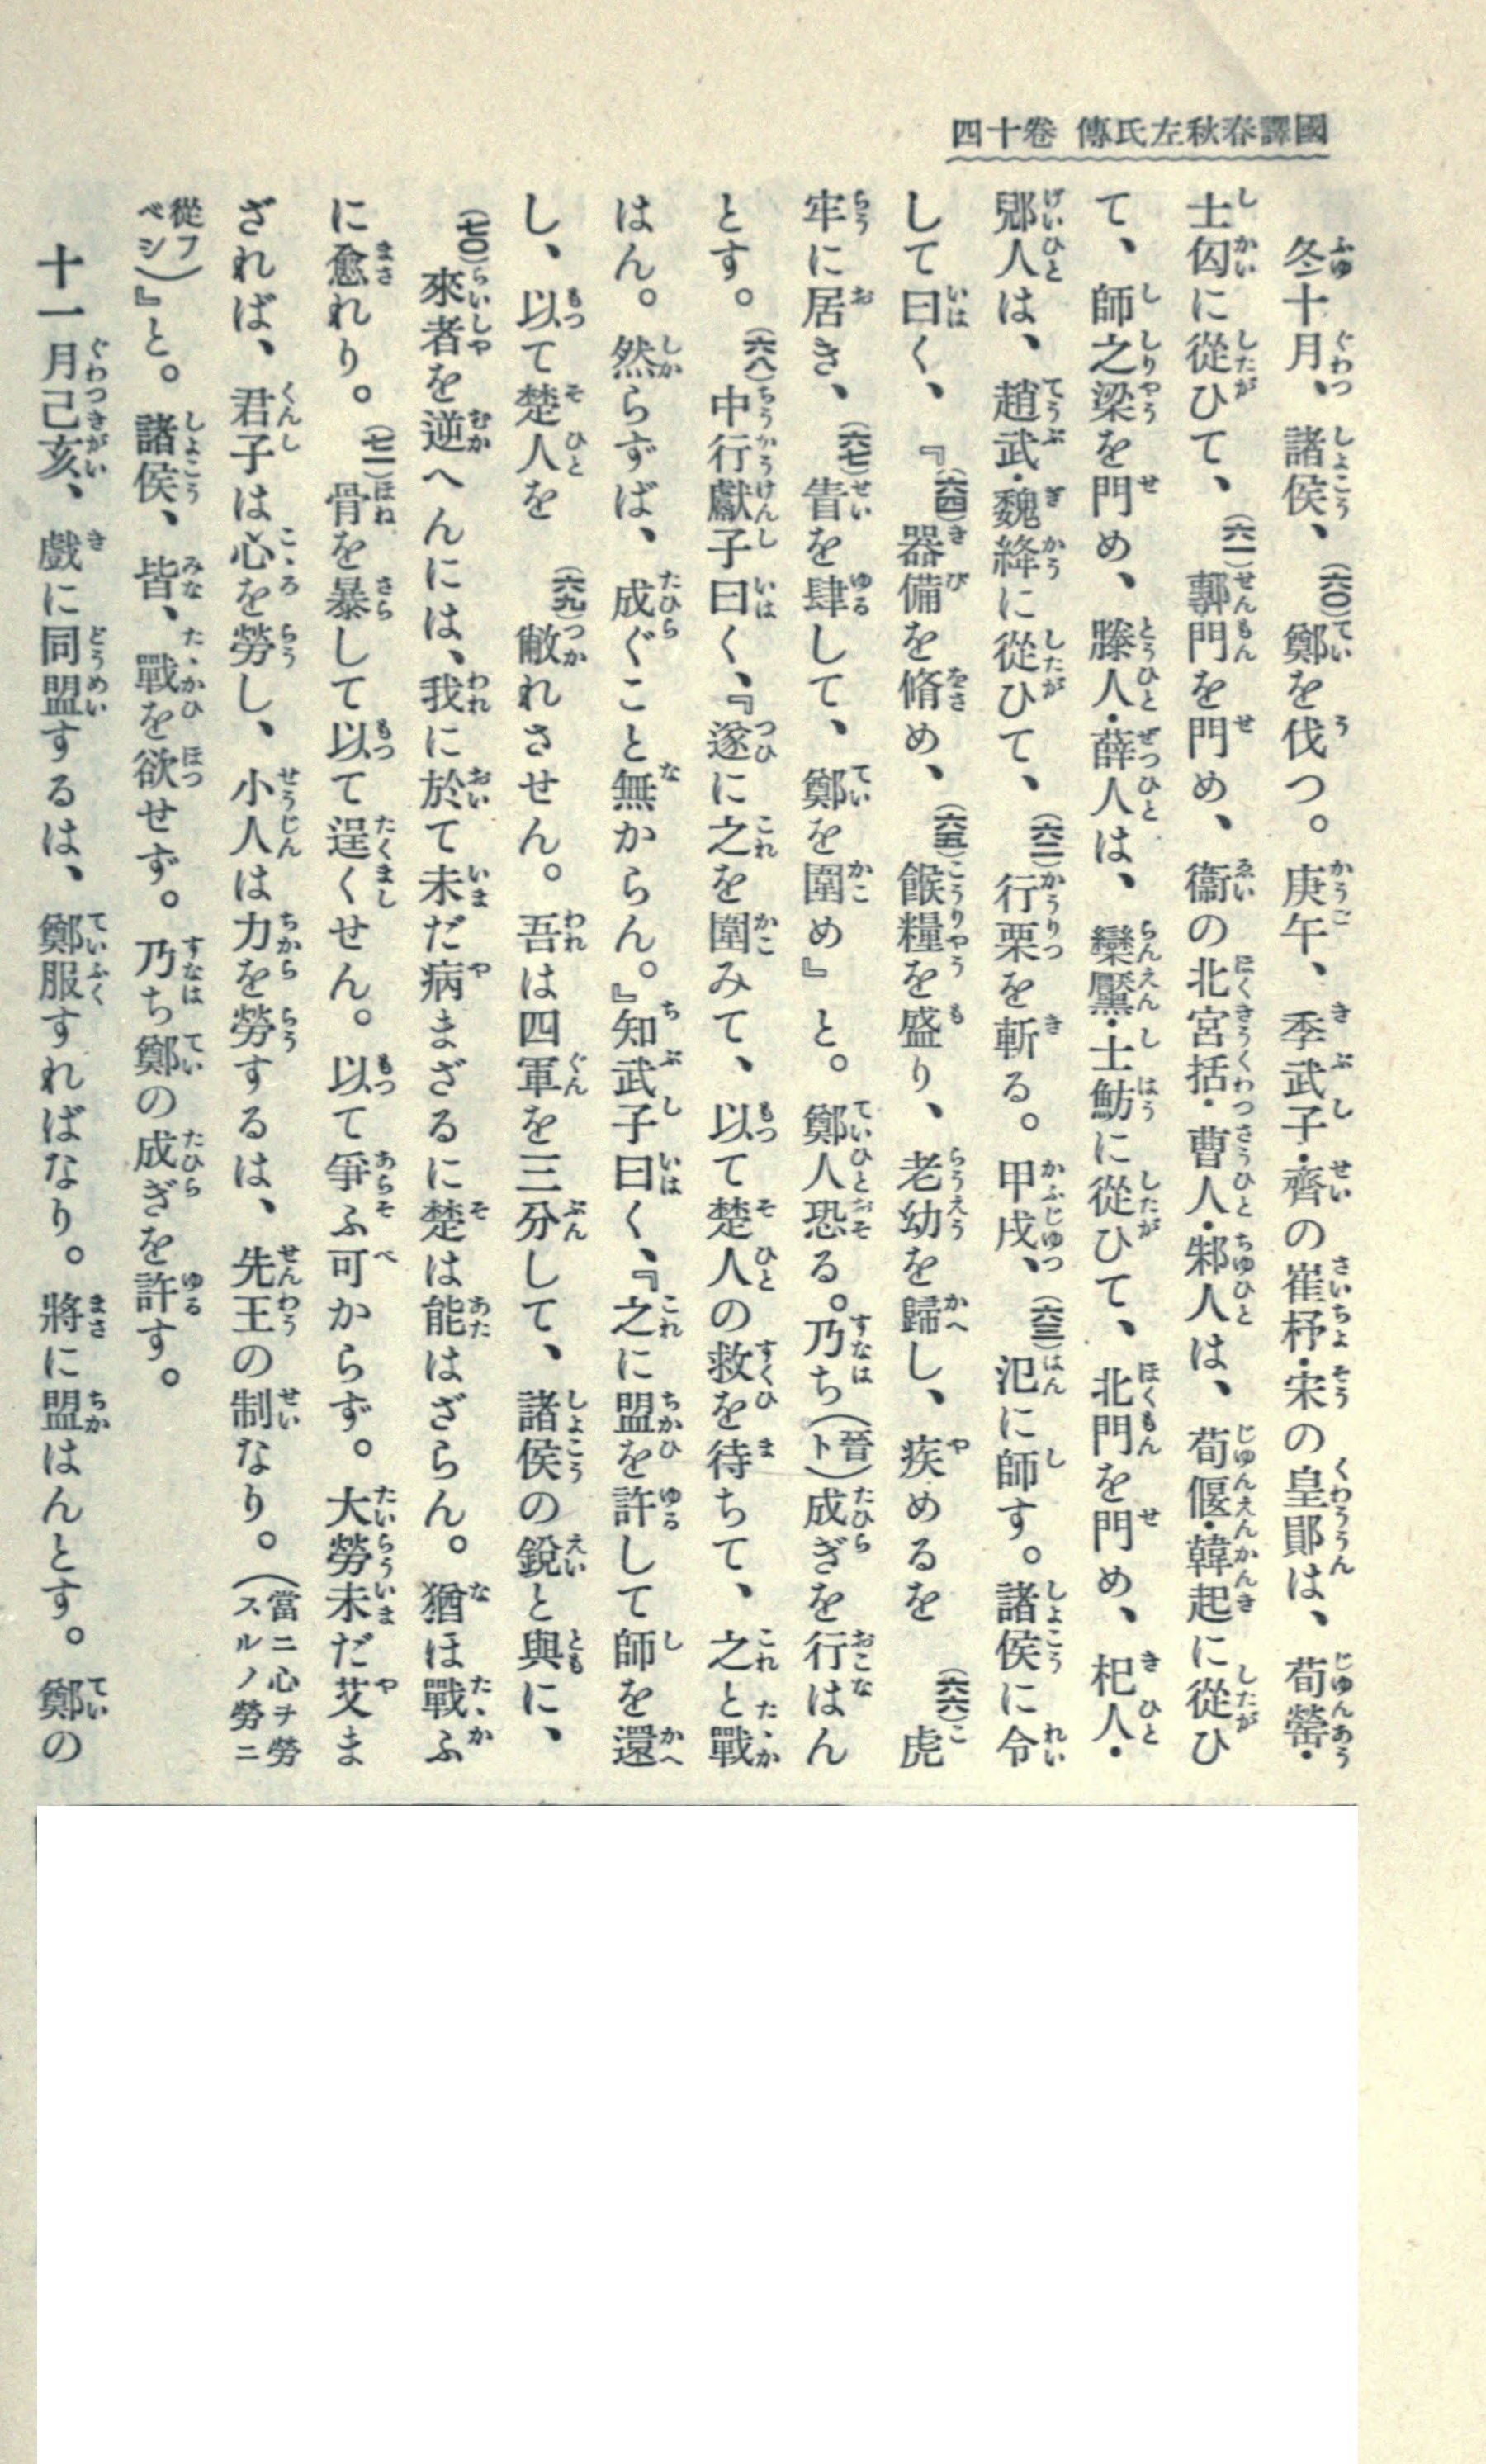 國譯春秋左氏傳 卷十四
冬十月、諸侯、(六〇)鄭を伐つ。庚午、季武子・齊の崔杼・宋の皇鄖は、荀罃・
士匃に從ひて、(六一)鄟門を門め、衞の北宮括・曹人・邾人は、荀偃・韓起に從ひ
て、師之梁を門め、滕人・薛人は、欒黶・士魴に從ひて、北門を門め、杞人・
郳人は、趙武・魏絳に從ひて、(六二)行栗を斬る。甲戌、(六三)氾に師す。諸侯に令
して曰く、『(六四)器備を脩め、(六五)餱糧を盛り、老幼を歸し、疾めるを(六六)虎
牢に居き、(六七)眚を肆して、鄭を圍め』と。鄭人恐る。乃ち(晉ト)成ぎを行はん
とす。(六八)中行獻子曰く、『遂に之を圍みて、以て楚人の救を待ちて、之と戰
はん。然らずば、成ぐこと無からん。』知武子曰く、『之に盟を許して師を還
し、以て楚人を(六九)敝れさせん。吾は四軍を三分して、諸侯の銳と與に、
(七〇)來者を逆へんには、我に於て未だ病まざるに楚は能はざらん。猶ほ戰ふ
に愈れり。(七一)骨を暴して以て逞くせん。以て爭ふ可からず。大勞未だ艾ま
ざれば、君子は心を勞し、小人は力を勞するは、先王の制なり。(當ニ心チ勞スルノ勞ニ
從フベシ)』と。諸侯、皆、戰を欲せず。乃ち鄭の成ぎを許す。
十一月己亥、戲に同盟するは、鄭服すればなり。將に盟はんとす。鄭の